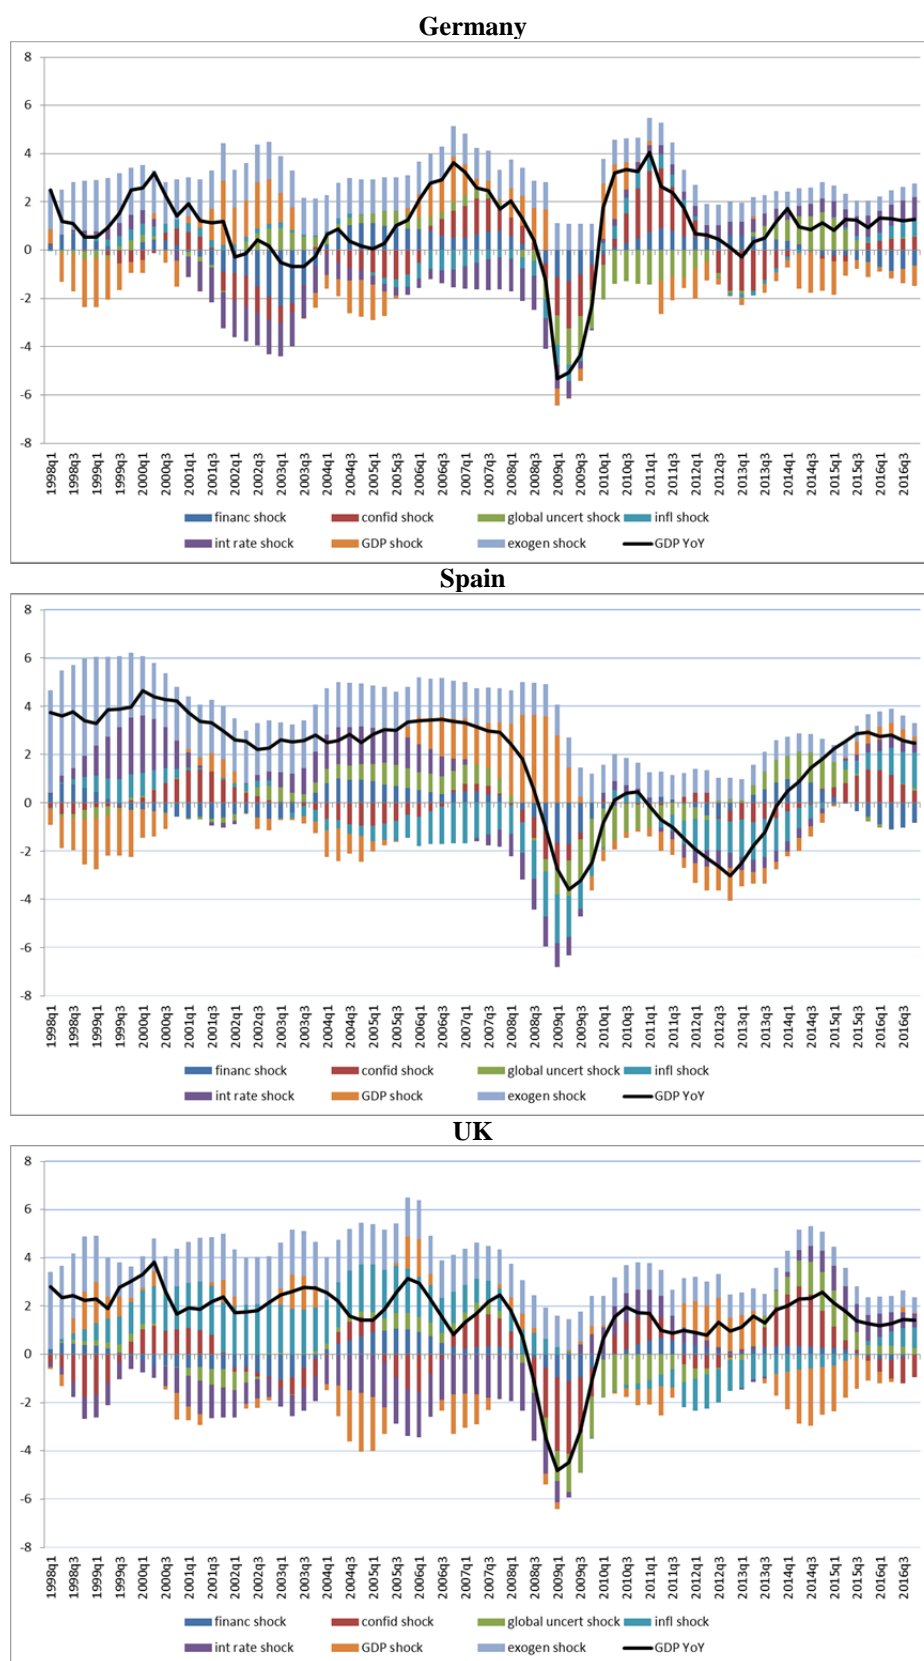 Germany
8
6
4
2
0
-2
-4
-6
-8
1998q1
1998q3
1999q1
1999q3
2000q1
2000q3
2001q1
2001q3
2002q1
2002q3
2003q1
2003q3
2004q1
2004q3
2005q1
2005q3
2006q1
2006q3
2007q1
2007q3
2008q1
2008q3
2009q1
2009q3
2010q1
2010q3
2011q1
2011q3
2012q1
2012q3
2013q1
2013q3
2014q1
2014q3
2015q1
2015q3
2016q1
2016q3
financ shock confid shock global uncert shock infl shock
int rate shock GDP shock exogen shock GDP YoY
Spain
8
6
4
2
0
-2
-4
-6
-8
1998q1
1998q3
1999q1
1999q3
2000q1
2000q3
2001q1
2001q3
2002q1
2002q3
2003q1
2003q3
2004q1
2004q3
2005q1
2005q3
2006q1
2006q3
2007q1
2007q3
2008q1
2008q3
2009q1
2009q3
2010q1
2010q3
2011q1
2011q3
2012q1
2012q3
2013q1
2013q3
2014q1
2014q3
2015q1
2015q3
2016q1
2016q3
financ shock confid shock global uncert shock infl shock
int rate shock GDP shock exogen shock GDP YoY
UK
8
6
4
2
0
-2
-4
-6
-8
1998q1
1998q3
1999q1
1999q3
2000q1
2000q3
2001q1
2001q3
2002q1
2002q3
2003q1
2003q3
2004q1
2004q3
2005q1
2005q3
2006q1
2006q3
2007q1
2007q3
2008q1
2008q3
2009q1
2009q3
2010q1
2010q3
2011q1
2011q3
2012q1
2012q3
2013q1
2013q3
2014q1
2014q3
2015q1
2015q3
2016q1
2016q3
financ shock confid shock global uncert shock infl shock
int rate shock GDP shock exogen shock GDP YoY